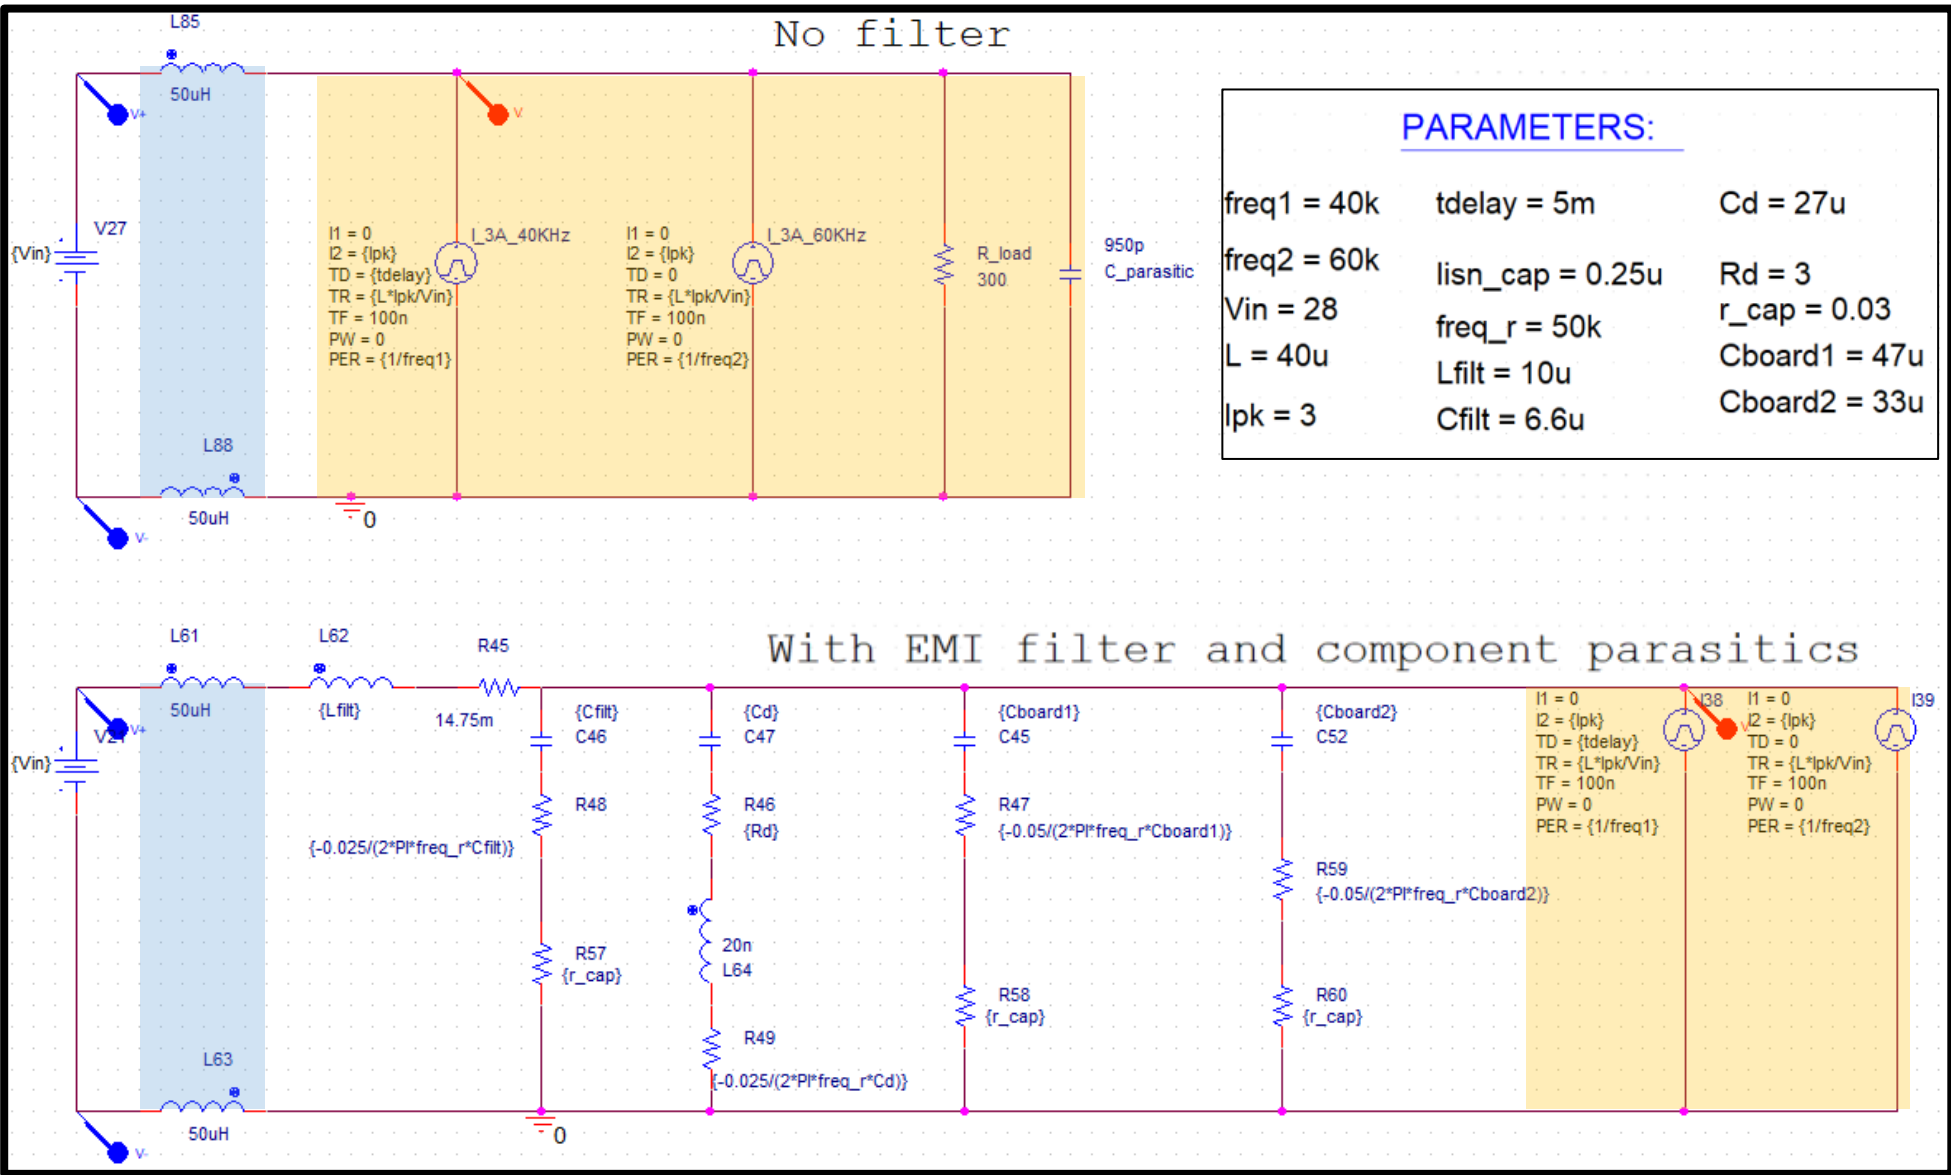 No filter
L85
50uH
V+
V
V27
{Vin}
I1 = 0
I2 = {Ipk}
TD = {tdelay}
TR = {L*Ipk/Vin}
TF = 100n
PW = 0
PER = {1/freq1}
I_3A_40KHz
I1 = 0
I2 = {Ipk}
TD = 0
TR = {L*Ipk/Vin}
TF = 100n
PW = 0
PER = {1/freq2}
I_3A_60KHz
R_load
300
950p
C_parasitic
L88
50uH
V-
0
PARAMETERS:
freq1 = 40k
freq2 = 60k
Vin = 28
L = 40u
Ipk = 3
tdelay = 5m
lisn_cap = 0.25u
freq_r = 50k
Lfilt = 10u
Cfilt = 6.6u
Cd = 27u
Rd = 3
r_cap = 0.03
Cboard1 = 47u
Cboard2 = 33u
With EMI filter and component parasitics
L61
50uH
V+
{Vin}
L62
{Lfilt}
R45
14.75m
{Cfilt}
C46
R48
{-0.025/(2*PI*freq_r*Cfilt)}
R57
{r_cap}
{Cd}
C47
R46
{Rd}
20n
L64
R49
{-0.025/(2*PI*freq_r*Cd)}
{Cboard1}
C45
R47
{-0.05/(2*PI*freq_r*Cboard1)}
R58
{r_cap}
{Cboard2}
C52
R59
{-0.05/(2*PI*freq_r*Cboard2)}
R60
{r_cap}
I1 = 0
I2 = {Ipk}
TD = {tdelay}
TR = {L*Ipk/Vin}
TF = 100n
PW = 0
PER = {1/freq1}
I38
I1 = 0
I2 = {Ipk}
TD = 0
TR = {L*Ipk/Vin}
TF = 100n
PW = 0
PER = {1/freq2}
I39
L63
50uH
V-
0